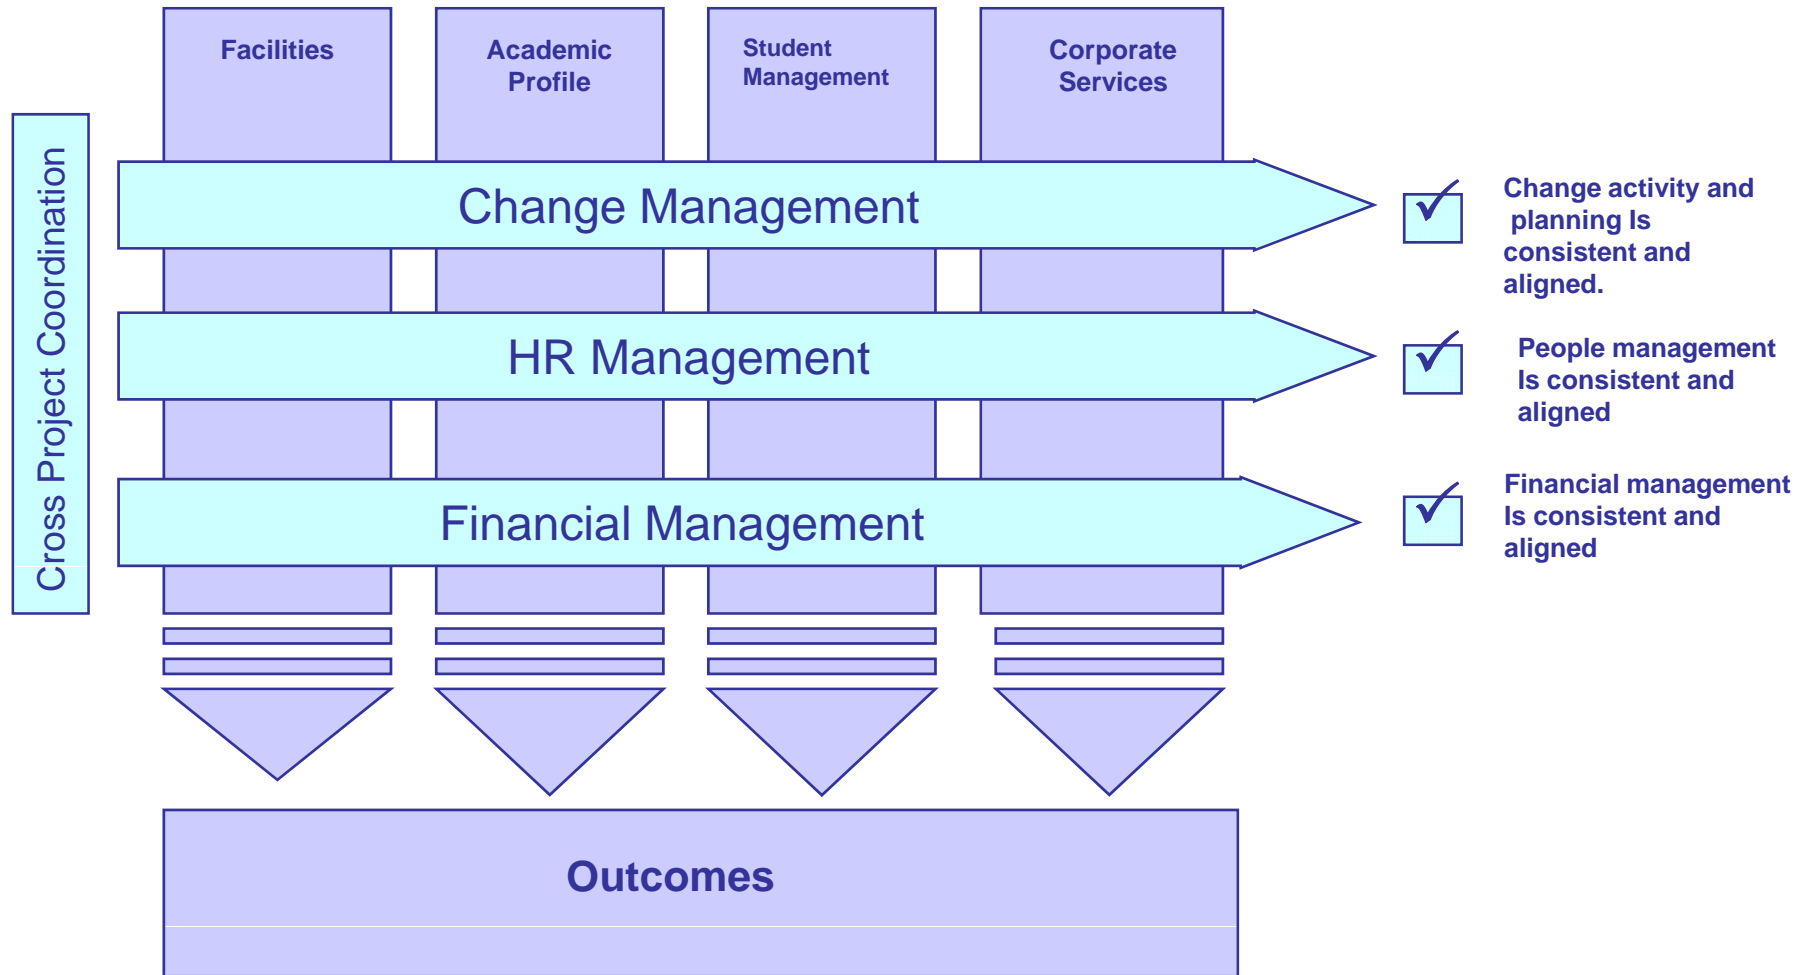 Facilities
Academic
Profile
Student
Management
Corporate
Services
Cross Project Coordination
Change Management
Change activity and
planning Is
consistent and
aligned.
HR Management
People management
Is consistent and
aligned
Financial Management
Financial management
Is consistent and
aligned
Outcomes